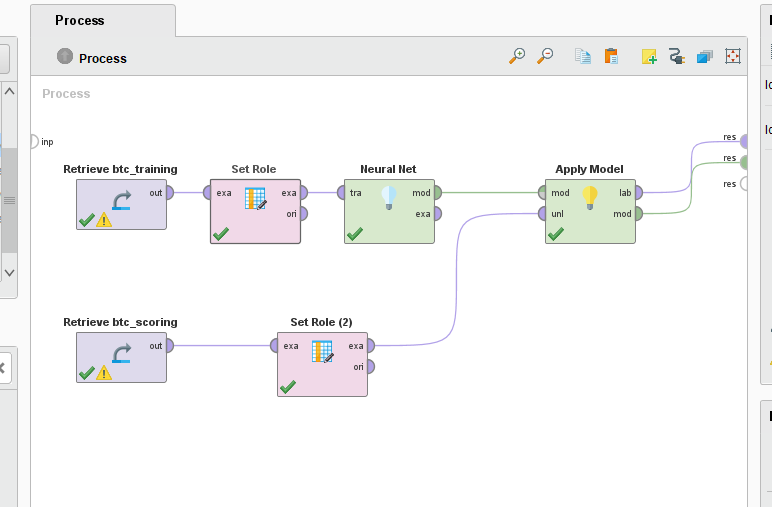 Process
Process
Process
inp
res
res
res
Retrieve btc_training
Set Role
Neural Net
Apply Model
out
exa
exa
tra
mod
mod
lab
ori
exa
unl
mod
Retrieve btc_scoring
Set Role (2)
out
exa
exa
ori